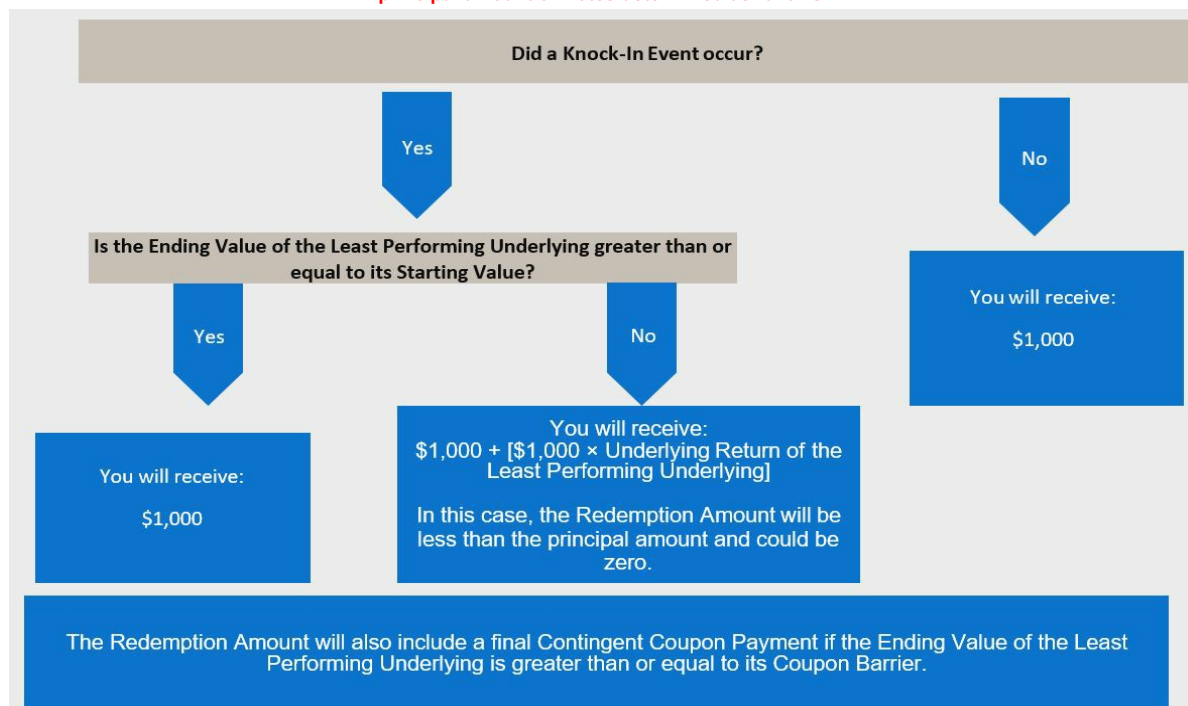 Did a Knock-In Event occur?
Yes
No
Is the Ending Value of the Least Performing Underlying greater than or
equal to its Starting Value?
Yes
No
You will receive:
$1,000
You will receive:
$1,000
You will receive:
$1,000 + [$1,000 × Underlying Return of the
Least Performing Underlying]
In this case, the Redemption Amount will be
less than the principal amount and could be
zero.
The Redemption Amount will also include a final Contingent Coupon Payment if the Ending Value of the Least
Performing Underlying is greater than or equal to its Coupon Barrier.